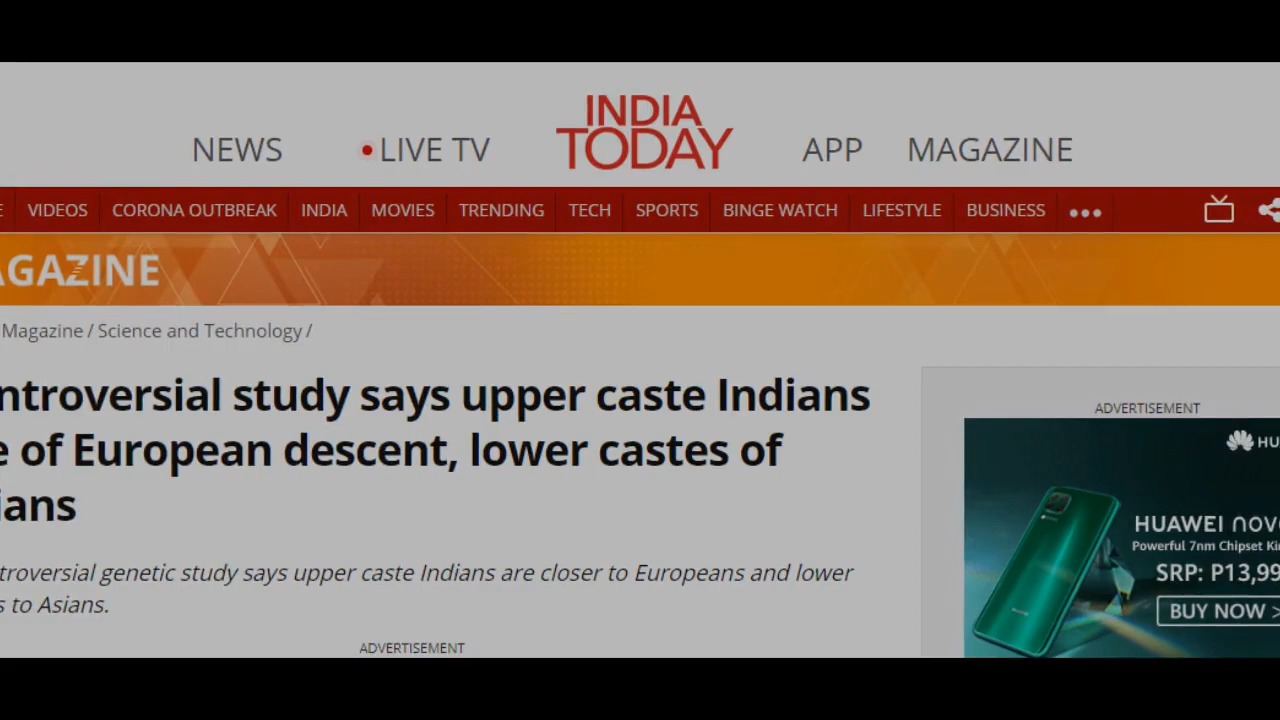 INDIA
TODAY
NEWS
LIVE TV
APP
MAGAZINE
E VIDEOS CORONA OUTBREAK INDIA MOVIES TRENDING TECH SPORTS BINGE WATCH LIFESTYLE BUSINESS
AGAZINE
Magazine / Science and Technology /
ntroversial study says upper caste Indians
e of European descent, lower castes of
ians
troversial genetic study says upper caste Indians are closer to Europeans and lower
s to Asians.
ADVERTISEMENT
ADVERTISEMENT
HU
HUAWEI nov
Powerful 7nm Chipset Ki
SRP: P13,99
BUY NOW >